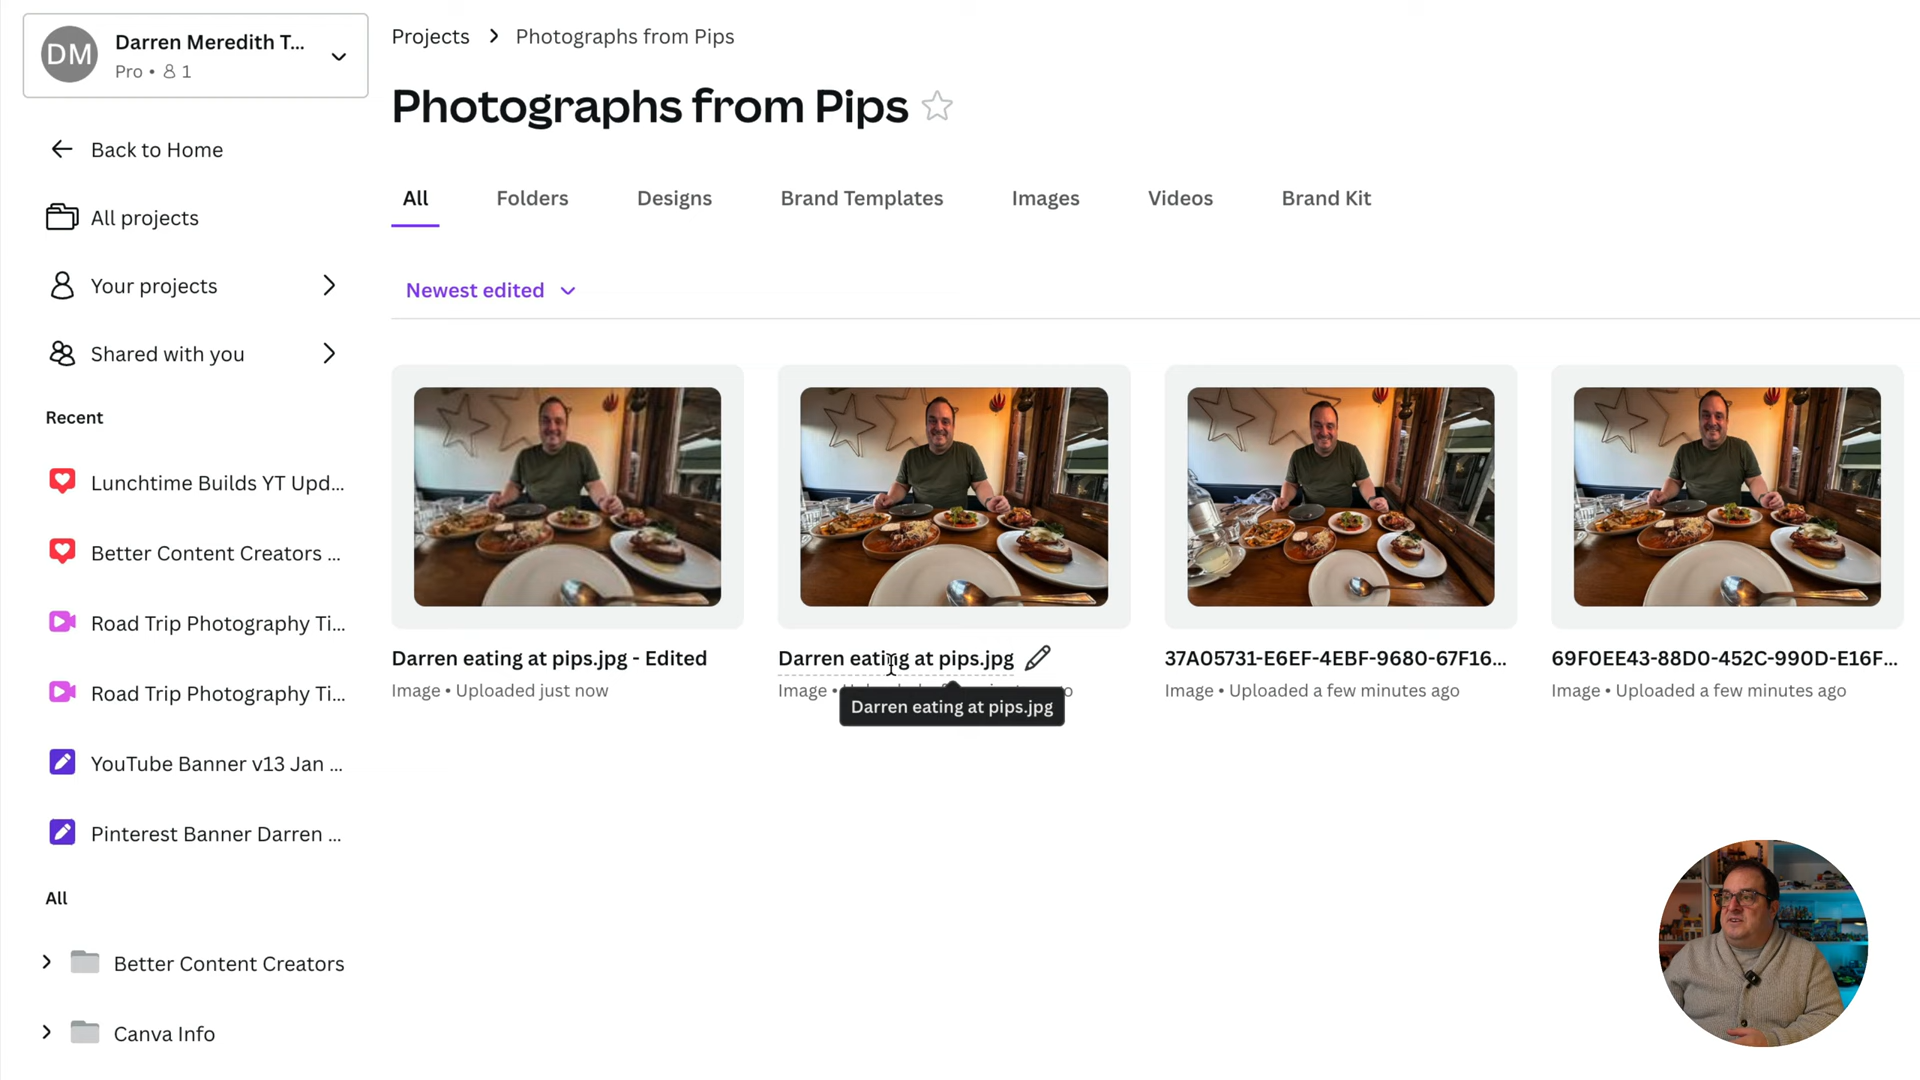 DM
Darren Meredith T...
Pro • 1
Back to Home
All projects
Your projects
Shared with you
Recent
Lunchtime Builds YT Upd...
Better Content Creators ...
Road Trip Photography Ti...
Road Trip Photography Ti...
YouTube Banner v13 Jan ...
Pinterest Banner Darren ...
All
Better Content Creators
Canva Info
Projects > Photographs from Pips
Photographs from Pips
All Folders Designs Brand Templates Images Videos Brand Kit
Newest edited
Darren eating at pips.jpg - Edited
Image • Uploaded just now
Darren eating at pips.jpg
Image •
Darren eating at pips.jpg
37A05731-E6EF-4EBF-9680-67F16...
Image • Uploaded a few minutes ago
69F0EE43-88D0-452C-990D-E16F...
Image • Uploaded a few minutes ago